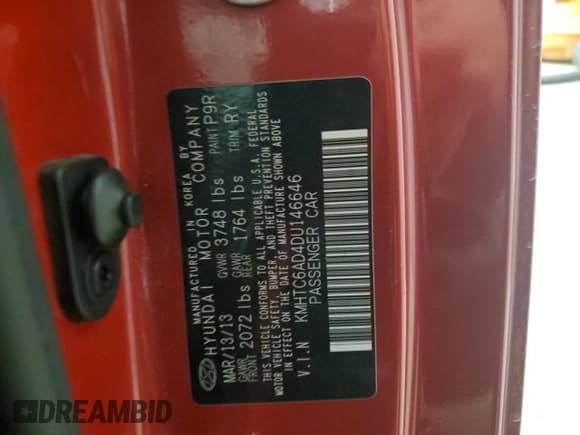 MANUFACTURED IN KOREA BY
HYUNDAI MOTOR COMPANY
MAR/13/13 GVWR 3748 lbs PAINT P9R
GAWR FRONT 2072 lbs GAWR REAR 1764 lbs TRIM RY
THIS VEHICLE CONFORMS TO ALL APPLICABLE U.S.A. FEDERAL
MOTOR VEHICLE SAFETY, BUMPER, AND THEFT PREVENTION STANDARDS
IN EFFECT ON THE DATE OF MANUFACTURE SHOWN ABOVE
V.I.N KMHTC6AD4DU146646
PASSENGER CAR
DREAMBID